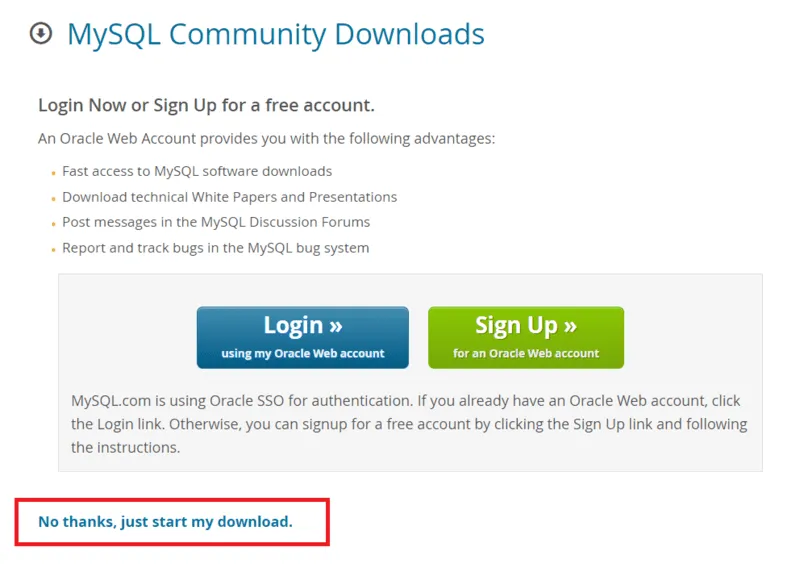 MySQL Community Downloads
Login Now or Sign Up for a free account.
An Oracle Web Account provides you with the following advantages:
Fast access to MySQL software downloads
Download technical White Papers and Presentations
Post messages in the MySQL Discussion Forums
Report and track bugs in the MySQL bug system
Login »
using my Oracle Web account
Sign Up »
for an Oracle Web account
MySQL.com is using Oracle SSO for authentication. If you already have an Oracle Web account, click
the Login link. Otherwise, you can signup for a free account by clicking the Sign Up link and following
the instructions.
No thanks, just start my download.